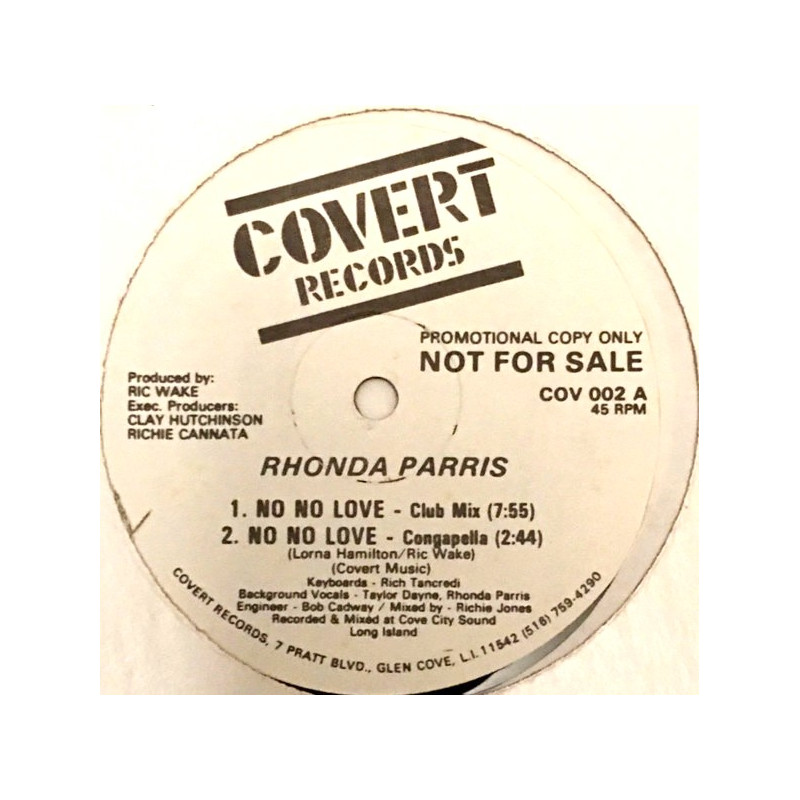 COVERT
RECORDS
PROMOTIONAL COPY ONLY
NOT FOR SALE
COV 002 A
45 RPM
Produced by:
RIC WAKE
Exec. Producers:
CLAY HUTCHINSON
RICHIE CANNATA
RHONDA PARRIS
1. NO NO LOVE - Club Mix (7:55)
2. NO NO LOVE - Congapella (2:44)
(Lorna Hamilton/Ric Wake)
(Covert Music)
Keyboards - Rich Tancredi
Background Vocals - Taylor Dayne, Rhonda Parris
Engineer - Bob Cadway / Mixed by - Richie Jones
Recorded & Mixed at Cove City Sound
Long Island
COVERT RECORDS, 7 PRATT BLVD., GLEN COVE, L.I. 11542 (516) 759-4290